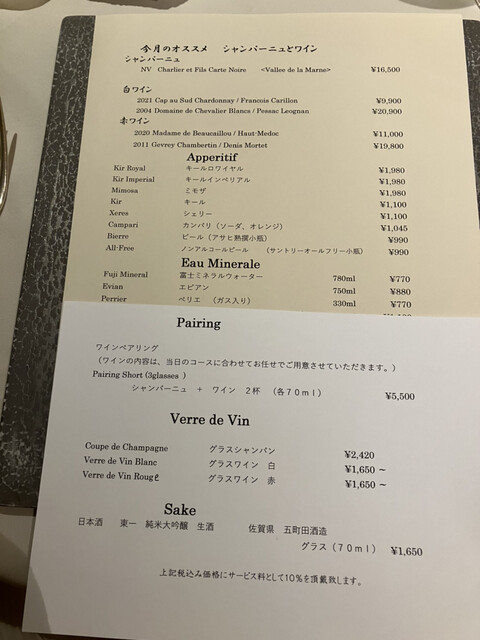 今月のオススメ シャンパーニュとワイン
シャンパーニュ
NV Charlier et Fils Carte Noire <Vallee de la Marne> ¥16,500
白ワイン
2021 Cap au Sud Chardonnay / Francois Carillon ¥9,900
2004 Domaine de Chevalier Blancs / Pessac Leognan ¥20,900
赤ワイン
2020 Madame de Beaucaillou / Haut-Medoc ¥11,000
2011 Gevrey Chambertin / Denis Mortet ¥19,800
Apperitif
Kir Royal キールロワイヤル ¥1,980
Kir Imperial キールインペリアル ¥1,980
Mimosa ミモザ ¥1,980
Kir キール ¥1,100
Xeres シェリー ¥1,100
Campari カンパリ（ソーダ、オレンジ） ¥1,045
Bierre ビール（アサヒ熟撰小瓶） ¥990
All-Free ノンアルコールビール （サントリーオールフリー小瓶） ¥990
Eau Minerale
Fuji Mineral 富士ミネラルウォーター 780ml ¥770
Evian エビアン 750ml ¥880
Perrier ペリエ （ガス入り） 330ml ¥770
Pairing
ワインペアリング
（ワインの内容は、当日のコースに合わせてお任せでご用意させていただきます。）
Pairing Short (3glasses )
シャンパーニュ ＋ ワイン ２杯 （各７０ｍｌ） ¥5,500
Verre de Vin
Coupe de Champagne グラスシャンパン ¥2,420
Verre de Vin Blanc グラスワイン 白 ¥1,650 ～
Verre de Vin Rougℓ グラスワイン 赤 ¥1,650 ～
Sake
日本酒 東一 純米大吟醸 生酒 佐賀県 五町田酒造
グラス（７０ｍｌ） ¥1,650
上記税込み価格にサービス料として10％を頂戴致します。